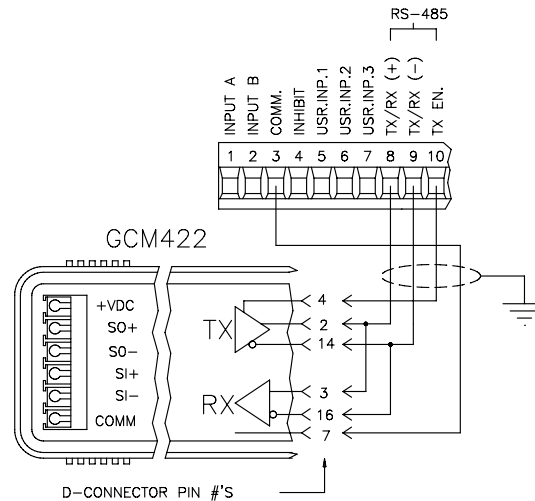 RS-485
INPUT A
INPUT B
COMM.
INHIBIT
USR.INP.1
USR.INP.2
USR.INP.3
TX/RX (+)
TX/RX (-)
TX EN.
1 2 3 4 5 6 7 8 9 10
GCM422
+VDC
SO+
SO-
SI+
SI-
COMM
TX
RX
4
2
14
3
16
7
D-CONNECTOR PIN #'S